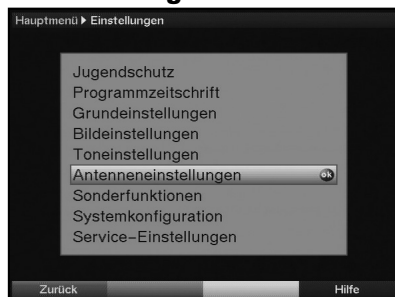 Hauptmenü ▶ Einstellungen
Jugendschutz
Programmzeitschrift
Grundeinstellungen
Bildeinstellungen
Toneinstellungen
Antenneneinstellungen ok
Sonderfunktionen
Systemkonfiguration
Service-Einstellungen
Zurück Hilfe